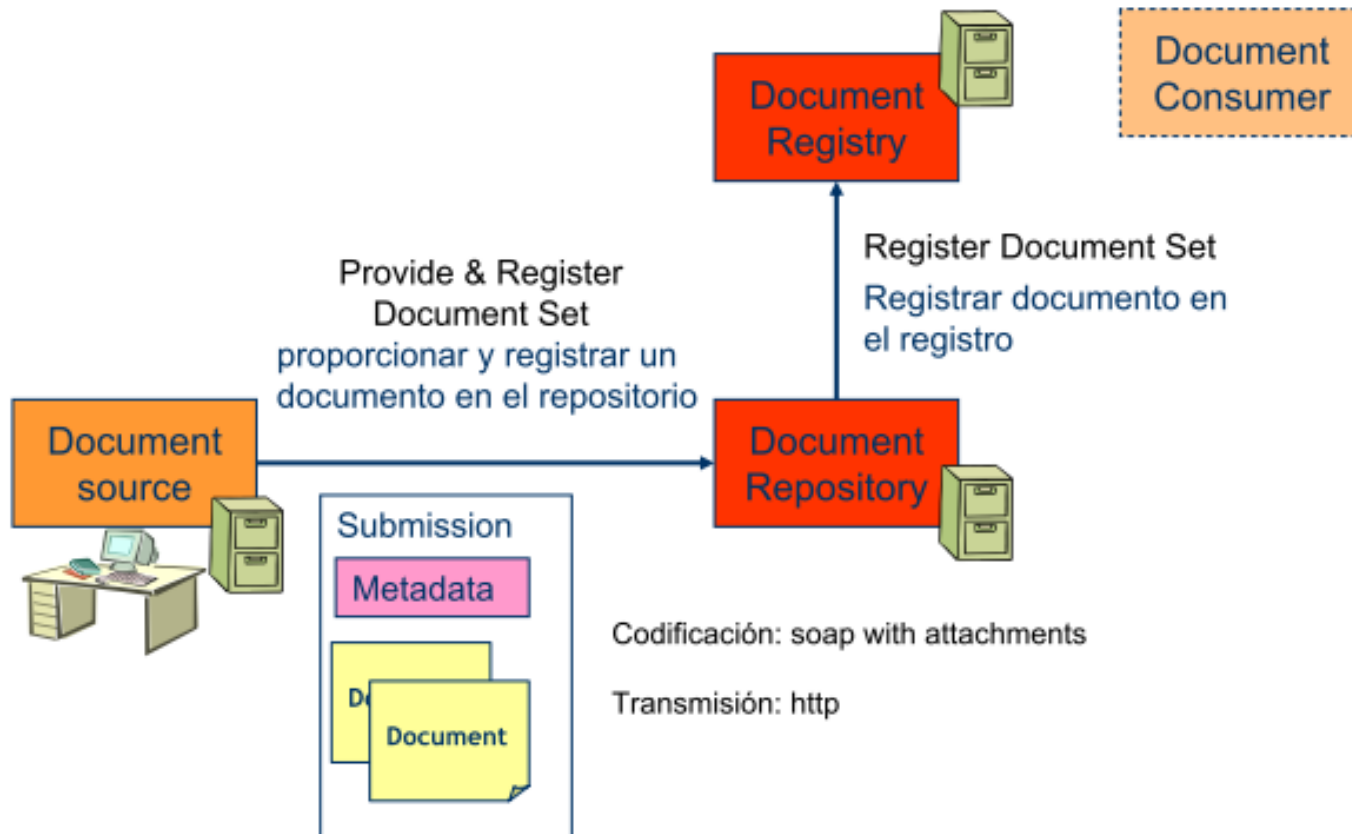 Document
Registry
Document
Consumer
Provide & Register
Document Set
proporcionar y registrar un
documento en el repositorio
Register Document Set
Registrar documento en
el registro
Document
source
Document
Repository
Submission
Metadata
Document
Codificación: soap with attachments
Transmisión: http